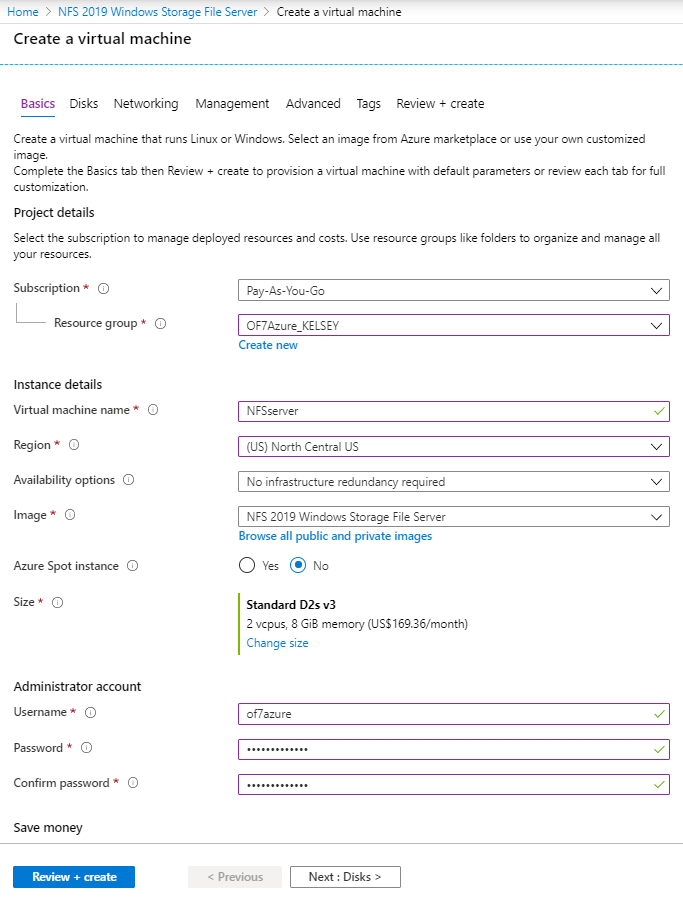 Home > NFS 2019 Windows Storage File Server > Create a virtual machine
Create a virtual machine
Basics Disks Networking Management Advanced Tags Review + create
Create a virtual machine that runs Linux or Windows. Select an image from Azure marketplace or use your own customized
image.
Complete the Basics tab then Review + create to provision a virtual machine with default parameters or review each tab for full
customization.
Project details
Select the subscription to manage deployed resources and costs. Use resource groups like folders to organize and manage all
your resources.
Subscription * Pay-As-You-Go
Resource group * OF7Azure_KELSEY
Create new
Instance details
Virtual machine name * NFSserver
Region * (US) North Central US
Availability options No infrastructure redundancy required
Image * NFS 2019 Windows Storage File Server
Browse all public and private images
Azure Spot instance Yes No
Size * Standard D2s v3
2 vcpus, 8 GiB memory (US$169.36/month)
Change size
Administrator account
Username * of7azure
Password * •••••••••••••
Confirm password * •••••••••••••
Save money
Review + create < Previous Next : Disks >